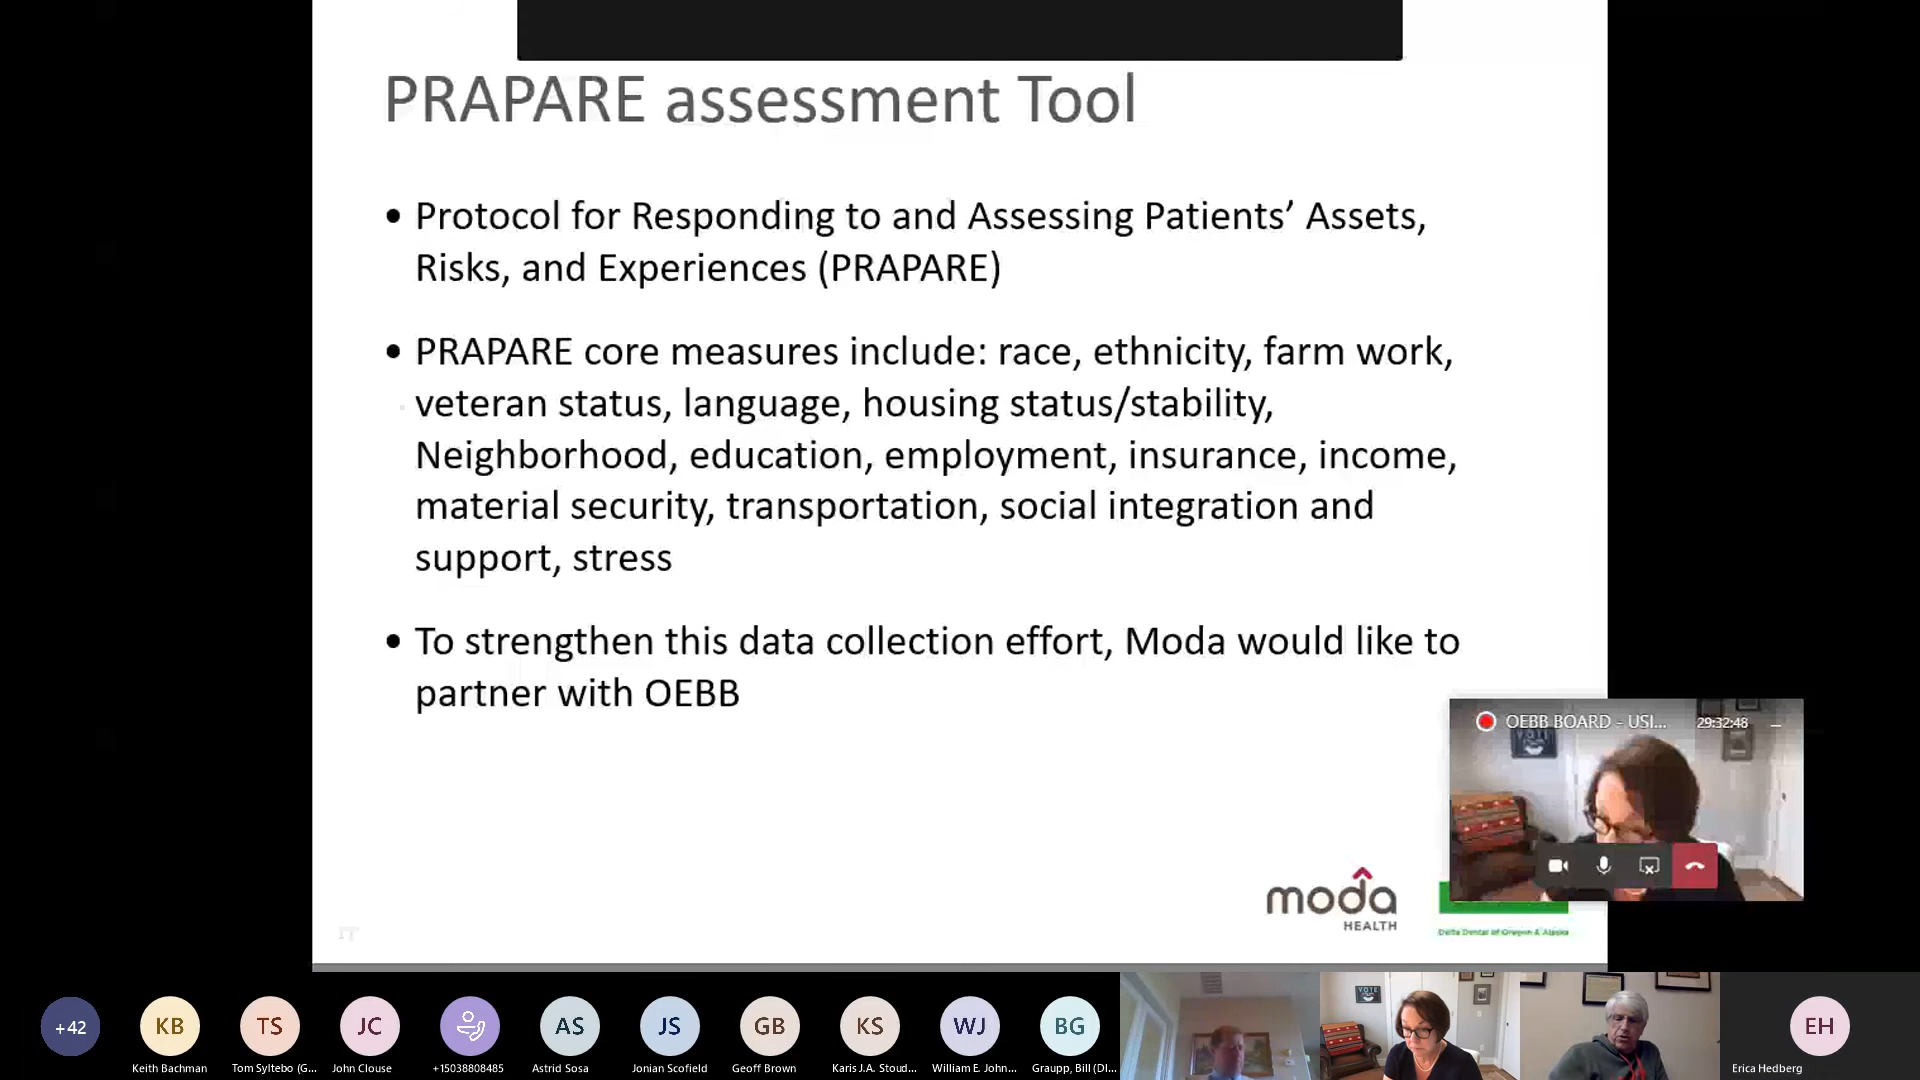 PRAPARE assessment Tool
• Protocol for Responding to and Assessing Patients’ Assets,
Risks, and Experiences (PRAPARE)
• PRAPARE core measures include: race, ethnicity, farm work,
veteran status, language, housing status/stability,
Neighborhood, education, employment, insurance, income,
material security, transportation, social integration and
support, stress
• To strengthen this data collection effort, Moda would like to
partner with OEBB
OEBB BOARD - USI... 29:32:48
VOTE
moda
HEALTH
Delta Dental of Oregon & Alaska
+42
KB
TS
JC
AS
JS
GB
KS
WJ
BG
VOTE
EH
Keith Bachman
Tom Syltebo (G...
John Clouse
+15038808485
Astrid Sosa
Jonian Scofield
Geoff Brown
Karis J.A. Stoud...
William E. John...
Graupp, Bill (DI...
Erica Hedberg